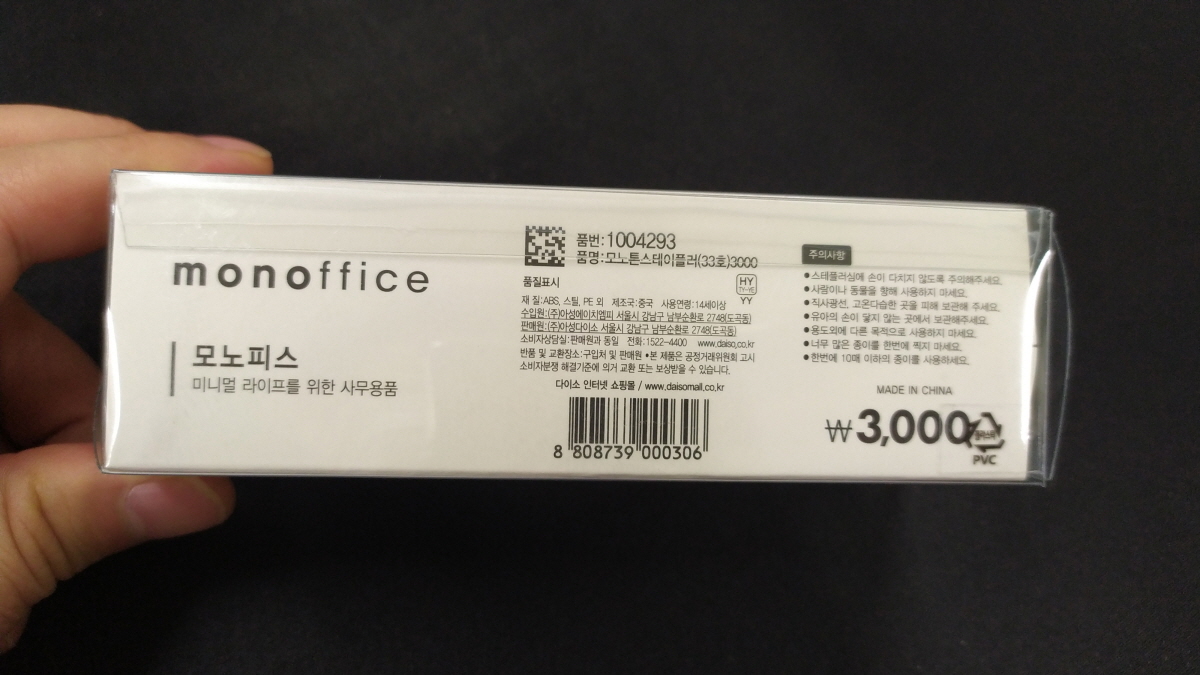 monoffice
모노피스
미니멀 라이프를 위한 사무용품
품번:1004293
품명:모노튼스테이플러(33호)3000
품질표시
HY
TY-YE
YY
재 질:ABS, 스틸, PE 외 제조국:중국 사용연령:14세이상
수입원:(주)아성에이치엠피 서울시 강남구 남부순환로 2748(도곡동)
판매원:(주)아성다이소 서울시 강남구 남부순환로 2748(도곡동)
소비자상담실:판매원과 동일 전화:1522-4400 www.daiso.co.kr
반품 및 교환장소:구입처 및 판매원 •본 제품은 공정거래위원회 고시
소비자분쟁 해결기준에 의거 교환 또는 보상받을 수 있습니다.
다이소 인터넷 쇼핑몰 / www.daisomall.co.kr
8 808739 000306
주의사항
●스테플러심에 손이 다치지 않도록 주의해주세요.
●사람이나 동물을 향해 사용하지 마세요.
●직사광선, 고온다습한 곳을 피해 보관해 주세요.
●유아의 손이 닿지 않는 곳에서 보관해주세요.
●용도외에 다른 목적으로 사용하지 마세요.
●너무 많은 종이를 한번에 찍지 마세요.
●한번에 10매 이하의 종이를 사용하세요.
MADE IN CHINA
₩3,000
플라스틱
PVC